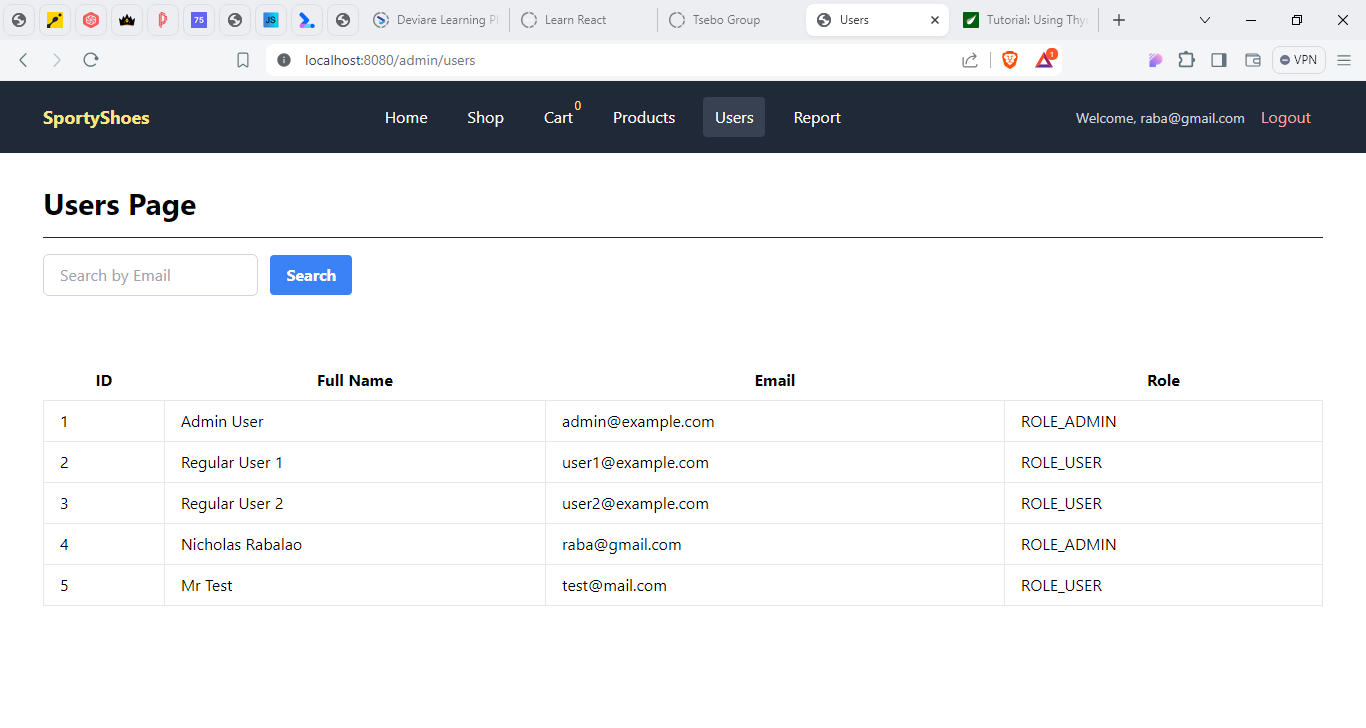 75 JS Deviare Learning Pl Learn React Tsebo Group Users Tutorial: Using Thy
localhost:8080/admin/users 1 VPN
SportyShoes Home Shop Cart 0 Products Users Report Welcome, raba@gmail.com Logout
Users Page
Search by Email Search
ID Full Name Email Role
1 Admin User admin@example.com ROLE_ADMIN
2 Regular User 1 user1@example.com ROLE_USER
3 Regular User 2 user2@example.com ROLE_USER
4 Nicholas Rabalao raba@gmail.com ROLE_ADMIN
5 Mr Test test@mail.com ROLE_USER